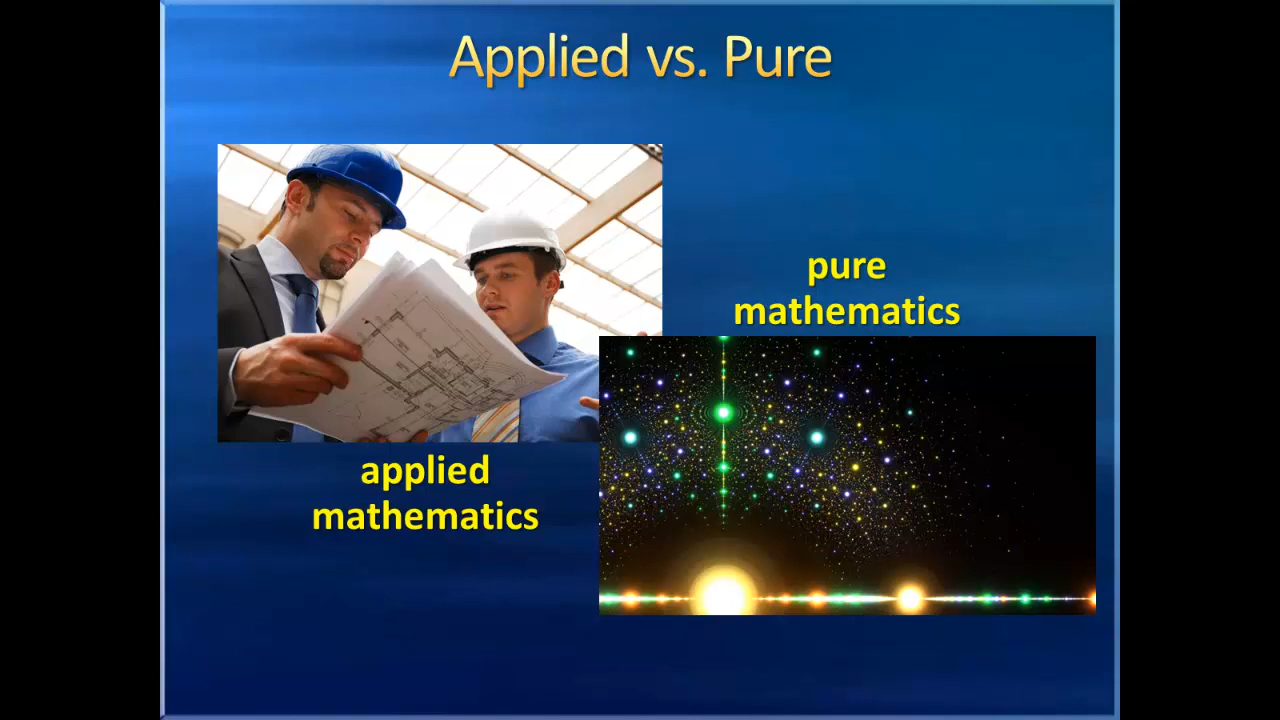 Applied vs. Pure
pure
mathematics
applied
mathematics